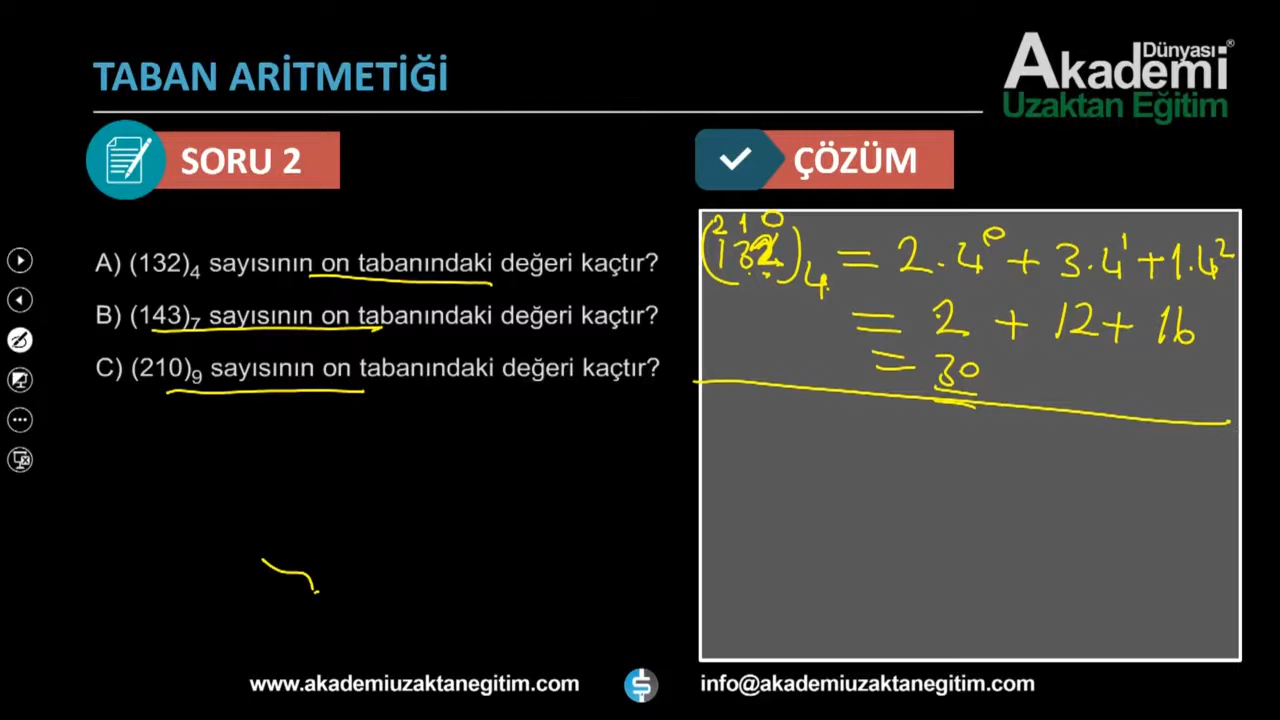 TABAN ARİTMETİĞİ
Dünyası®
Akademi
Uzaktan Eğitim
SORU 2
ÇÖZÜM
A) (132)₄ sayısının on tabanındaki değeri kaçtır?
B) (143)₇ sayısının on tabanındaki değeri kaçtır?
C) (210)₉ sayısının on tabanındaki değeri kaçtır?
2 1 0
(132)₄ = 2.4⁰ + 3.4¹ + 1.4²
= 2 + 12 + 16
= 30
www.akademiuzaktanegitim.com
info@akademiuzaktanegitim.com